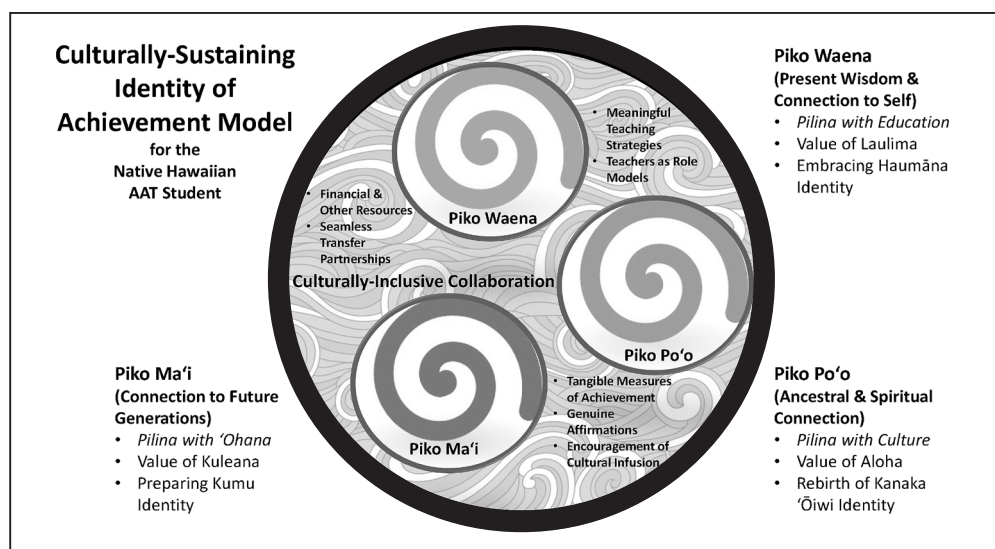 Culturally-Sustaining
Identity of
Achievement Model
for the
Native Hawaiian
AAT Student
Piko Waena
(Present Wisdom &
Connection to Self)
• Pilina with Education
• Value of Laulima
• Embracing Haumāna
Identity
• Meaningful
Teaching
Strategies
• Teachers as Role
Models
• Financial &
Other Resources
• Seamless
Transfer
Partnerships
Piko Waena
Culturally-Inclusive Collaboration
Piko Poʻo
Piko Maʻi
• Tangible Measures
of Achievement
• Genuine
Affirmations
• Encouragement of
Cultural Infusion
Piko Maʻi
(Connection to Future
Generations)
• Pilina with ʻOhana
• Value of Kuleana
• Preparing Kumu
Identity
Piko Poʻo
(Ancestral & Spiritual
Connection)
• Pilina with Culture
• Value of Aloha
• Rebirth of Kanaka
ʻŌiwi Identity